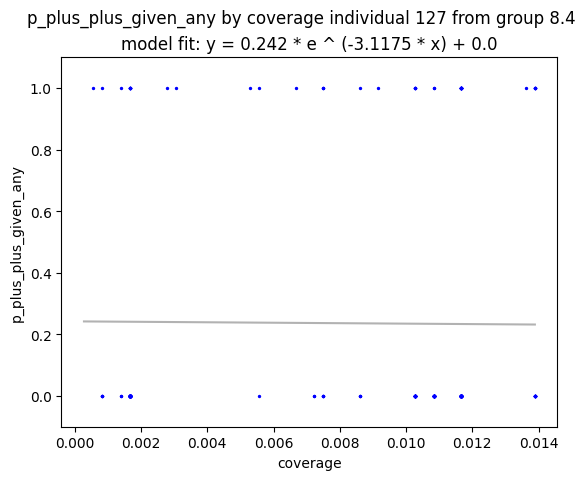 p_plus_plus_given_any by coverage individual 127 from group 8.4
model fit: y = 0.242 * e ^ (-3.1175 * x) + 0.0
1.0
0.8
0.6
0.4
0.2
0.0
p_plus_plus_given_any
0.000 0.002 0.004 0.006 0.008 0.010 0.012 0.014
coverage